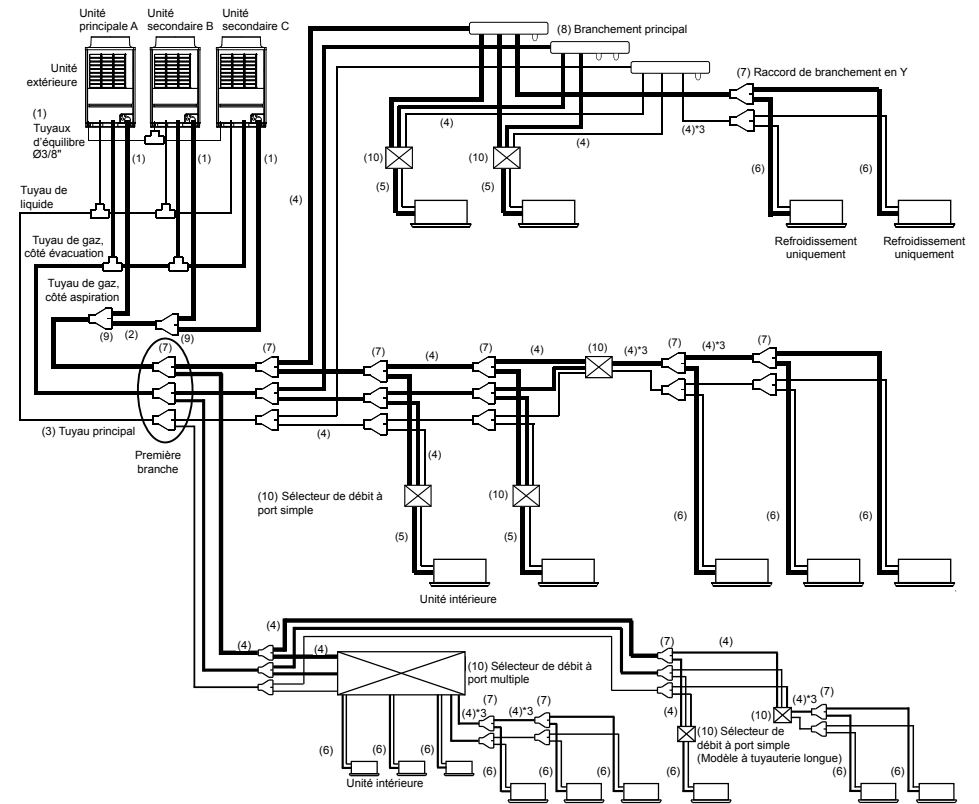 Unité
principale A
Unité
secondaire B
Unité
secondaire C
(8) Branchement principal
Unité
extérieure
(7) Raccord de branchement en Y
(1)
Tuyaux
d'équilibre
Ø3/8"
(1)
(1)
(1)
(4)
(4)
(4)*3
(10)
(10)
(5)
(5)
(6)
(6)
Tuyau de
liquide
(4)
Refroidissement
uniquement
Refroidissement
uniquement
Tuyau de gaz,
côté évacuation
Tuyau de gaz,
côté aspiration
(9)
(2)
(9)
(7)
(7)
(7)
(4)
(7)
(4)
(10)
(4)*3
(7)
(4)*3
(7)
(3) Tuyau principal
(4)
(4)
Première
branche
(10) Sélecteur de débit à
port simple
(10)
(5)
(5)
(6)
(6)
(6)
Unité intérieure
(4)
(4)
(4)
(7)
(4)
(10) Sélecteur de débit à
port multiple
(7)
(7)
(4)*3
(4)*3
(4)
(10)
(4)*3
(7)
(10) Sélecteur de
débit à port simple
(Modèle à tuyauterie longue)
(6)
(6)
(6)
Unité intérieure
(6)
(6)
(6)
(6)
(6)
(6)